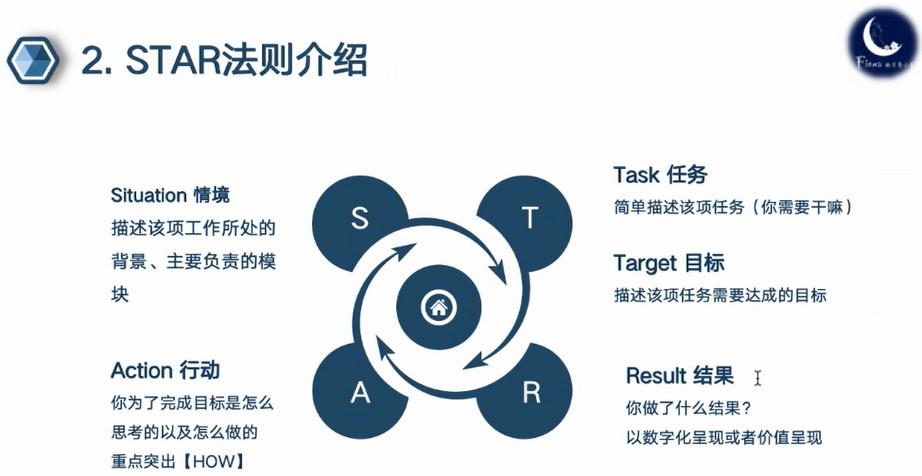 2. STAR法则介绍
Situation 情境
描述该项工作所处的
背景、主要负责的模
块
S
T
Task 任务
简单描述该项任务（你需要干嘛）
Target 目标
描述该项任务需要达成的目标
Action 行动
你为了完成目标是怎么
思考的以及怎么做的
重点突出【HOW】
A
R
Result 结果
你做了什么结果？
以数字化呈现或者价值呈现